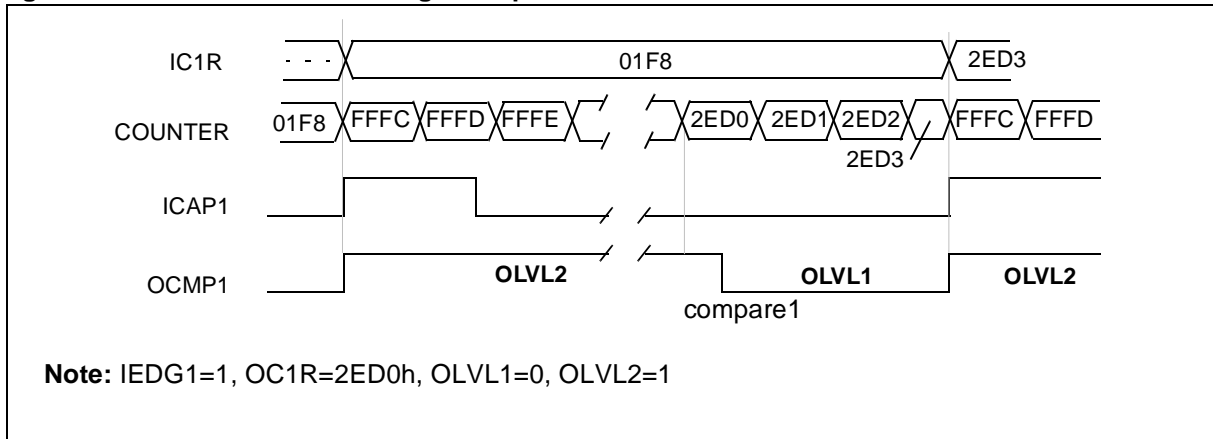 IC1R - - - 01F8 2ED3
COUNTER 01F8 FFFC FFFD FFFE 2ED0 2ED1 2ED2 FFFC FFFD
2ED3
ICAP1
OCMP1 OLVL2 OLVL1 OLVL2
compare1
Note: IEDG1=1, OC1R=2ED0h, OLVL1=0, OLVL2=1